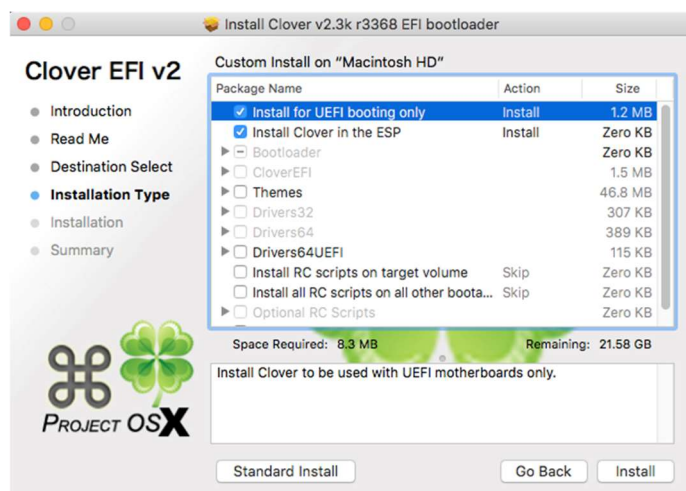 Install Clover v2.3k r3368 EFI bootloader
Clover EFI v2
Introduction
Read Me
Destination Select
Installation Type
Installation
Summary
PROJECT OSX
Custom Install on “Macintosh HD”
Package Name Action Size
Install for UEFI booting only Install 1.2 MB
Install Clover in the ESP Install Zero KB
Bootloader Zero KB
CloverEFI 1.5 MB
Themes 46.8 MB
Drivers32 307 KB
Drivers64 389 KB
Drivers64UEFI 115 KB
Install RC scripts on target volume Skip Zero KB
Install all RC scripts on all other boota... Skip Zero KB
Optional RC Scripts Zero KB
Space Required: 8.3 MB Remaining: 21.58 GB
Install Clover to be used with UEFI motherboards only.
Standard Install Go Back Install